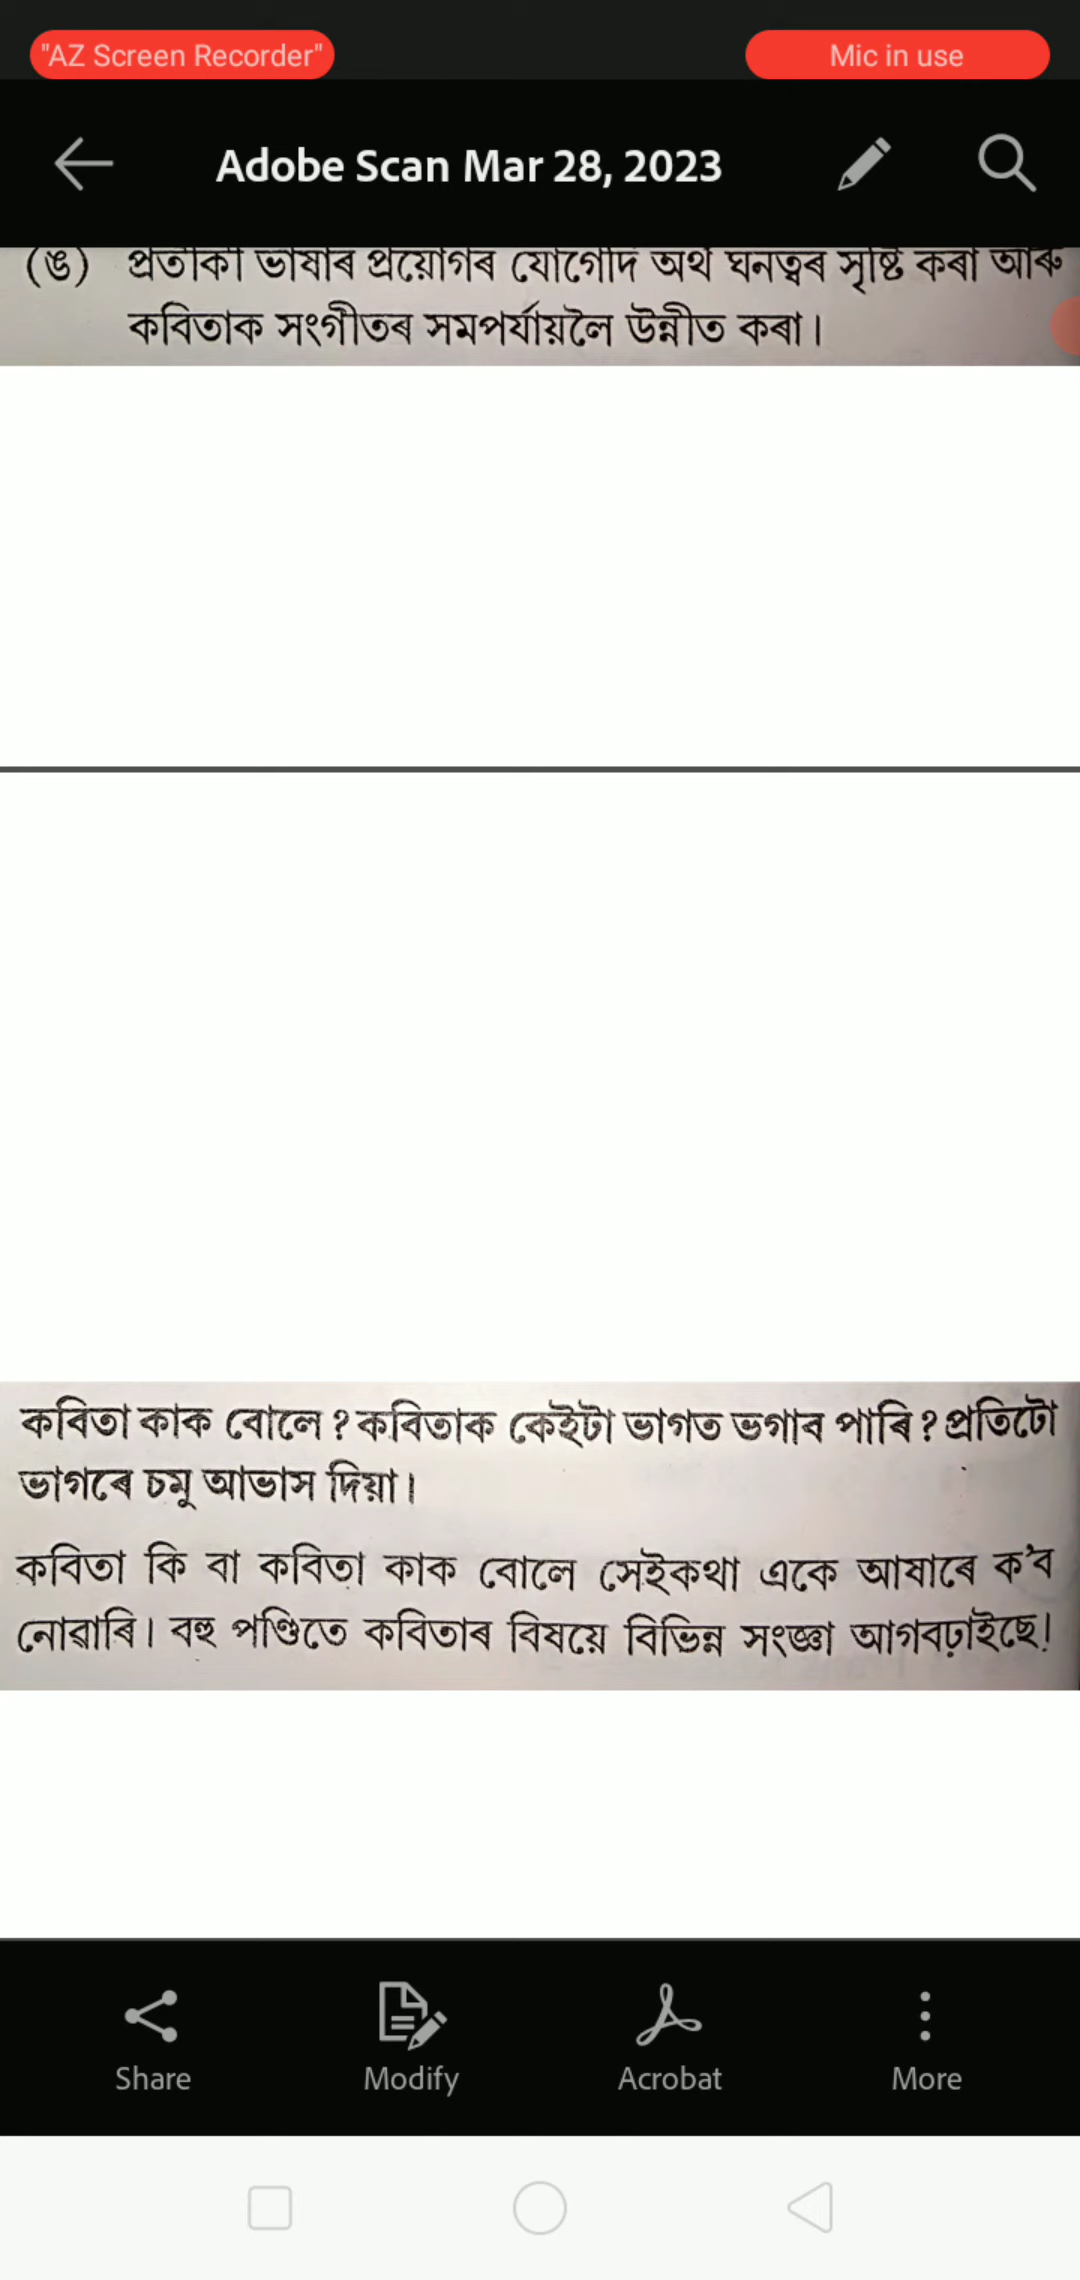 "AZ Screen Recorder"
Mic in use
Adobe Scan Mar 28, 2023
(ঙ) প্ৰতীকী ভাষাৰ প্ৰয়োগৰ যোগেদি অৰ্থ ঘনত্বৰ সৃষ্টি কৰা আৰু
কবিতাক সংগীতৰ সমপৰ্যায়লৈ উন্নীত কৰা।
কবিতা কাক বোলে? কবিতাক কেইটা ভাগত ভগাব পাৰি? প্ৰতিটো
ভাগৰে চমু আভাস দিয়া।
কবিতা কি বা কবিতা কাক বোলে সেইকথা একে আষাৰে ক'ব
নোৱাৰি। বহু পণ্ডিতে কবিতাৰ বিষয়ে বিভিন্ন সংজ্ঞা আগবঢ়াইছে!
Share
Modify
Acrobat
More